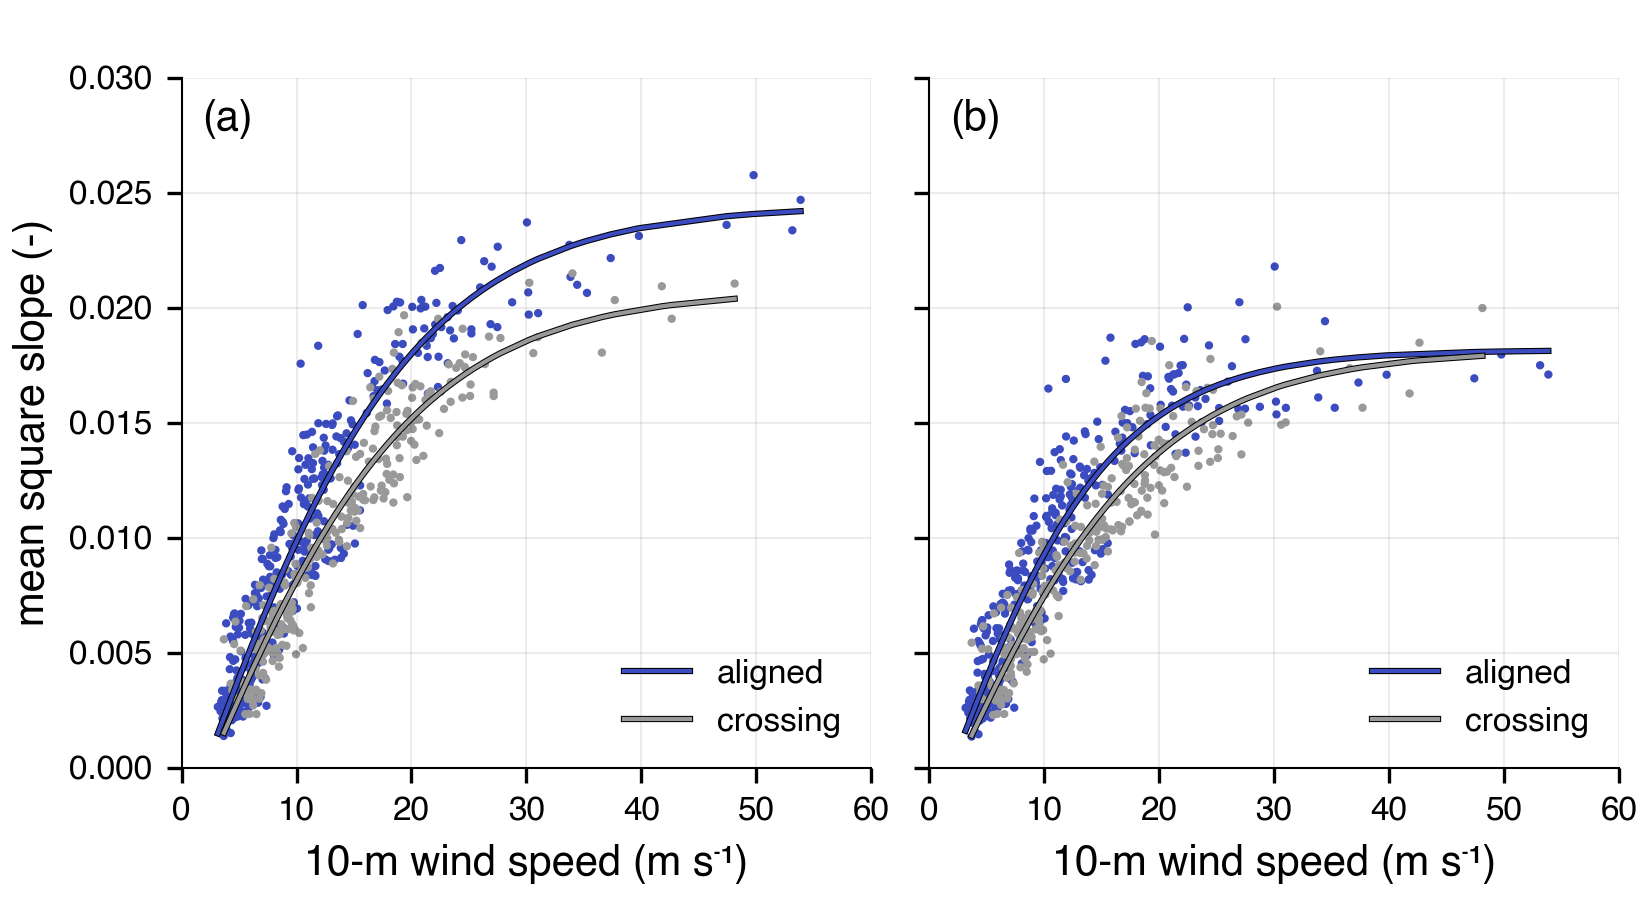 (a)
0.030
0.025
0.020
0.015
0.010
0.005
0.000
mean square slope (-)
aligned
crossing
0 10 20 30 40 50 60
10-m wind speed (m s⁻¹)
(b)
aligned
crossing
0 10 20 30 40 50 60
10-m wind speed (m s⁻¹)